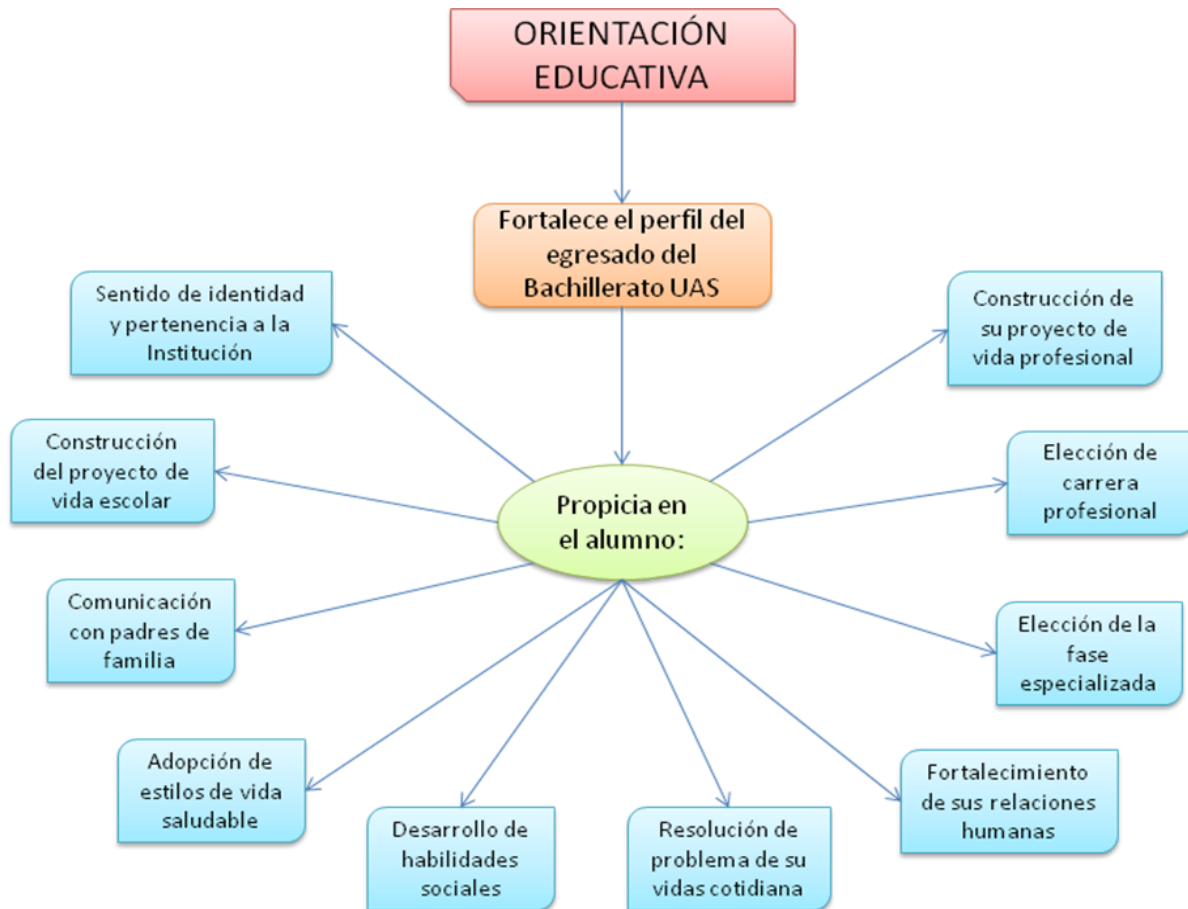 ORIENTACIÓN
EDUCATIVA
Fortalece el perfil del
egresado del
Bachillerato UAS
Propicia en
el alumno:
Sentido de identidad
y pertenencia a la
Institución
Construcción
del proyecto de
vida escolar
Comunicación
con padres de
familia
Adopción de
estilos de vida
saludable
Desarrollo de
habilidades
sociales
Resolución de
problema de su
vidas cotidiana
Fortalecimiento
de sus relaciones
humanas
Elección de la
fase
especializada
Elección de
carrera
profesional
Construcción de
su proyecto de
vida profesional